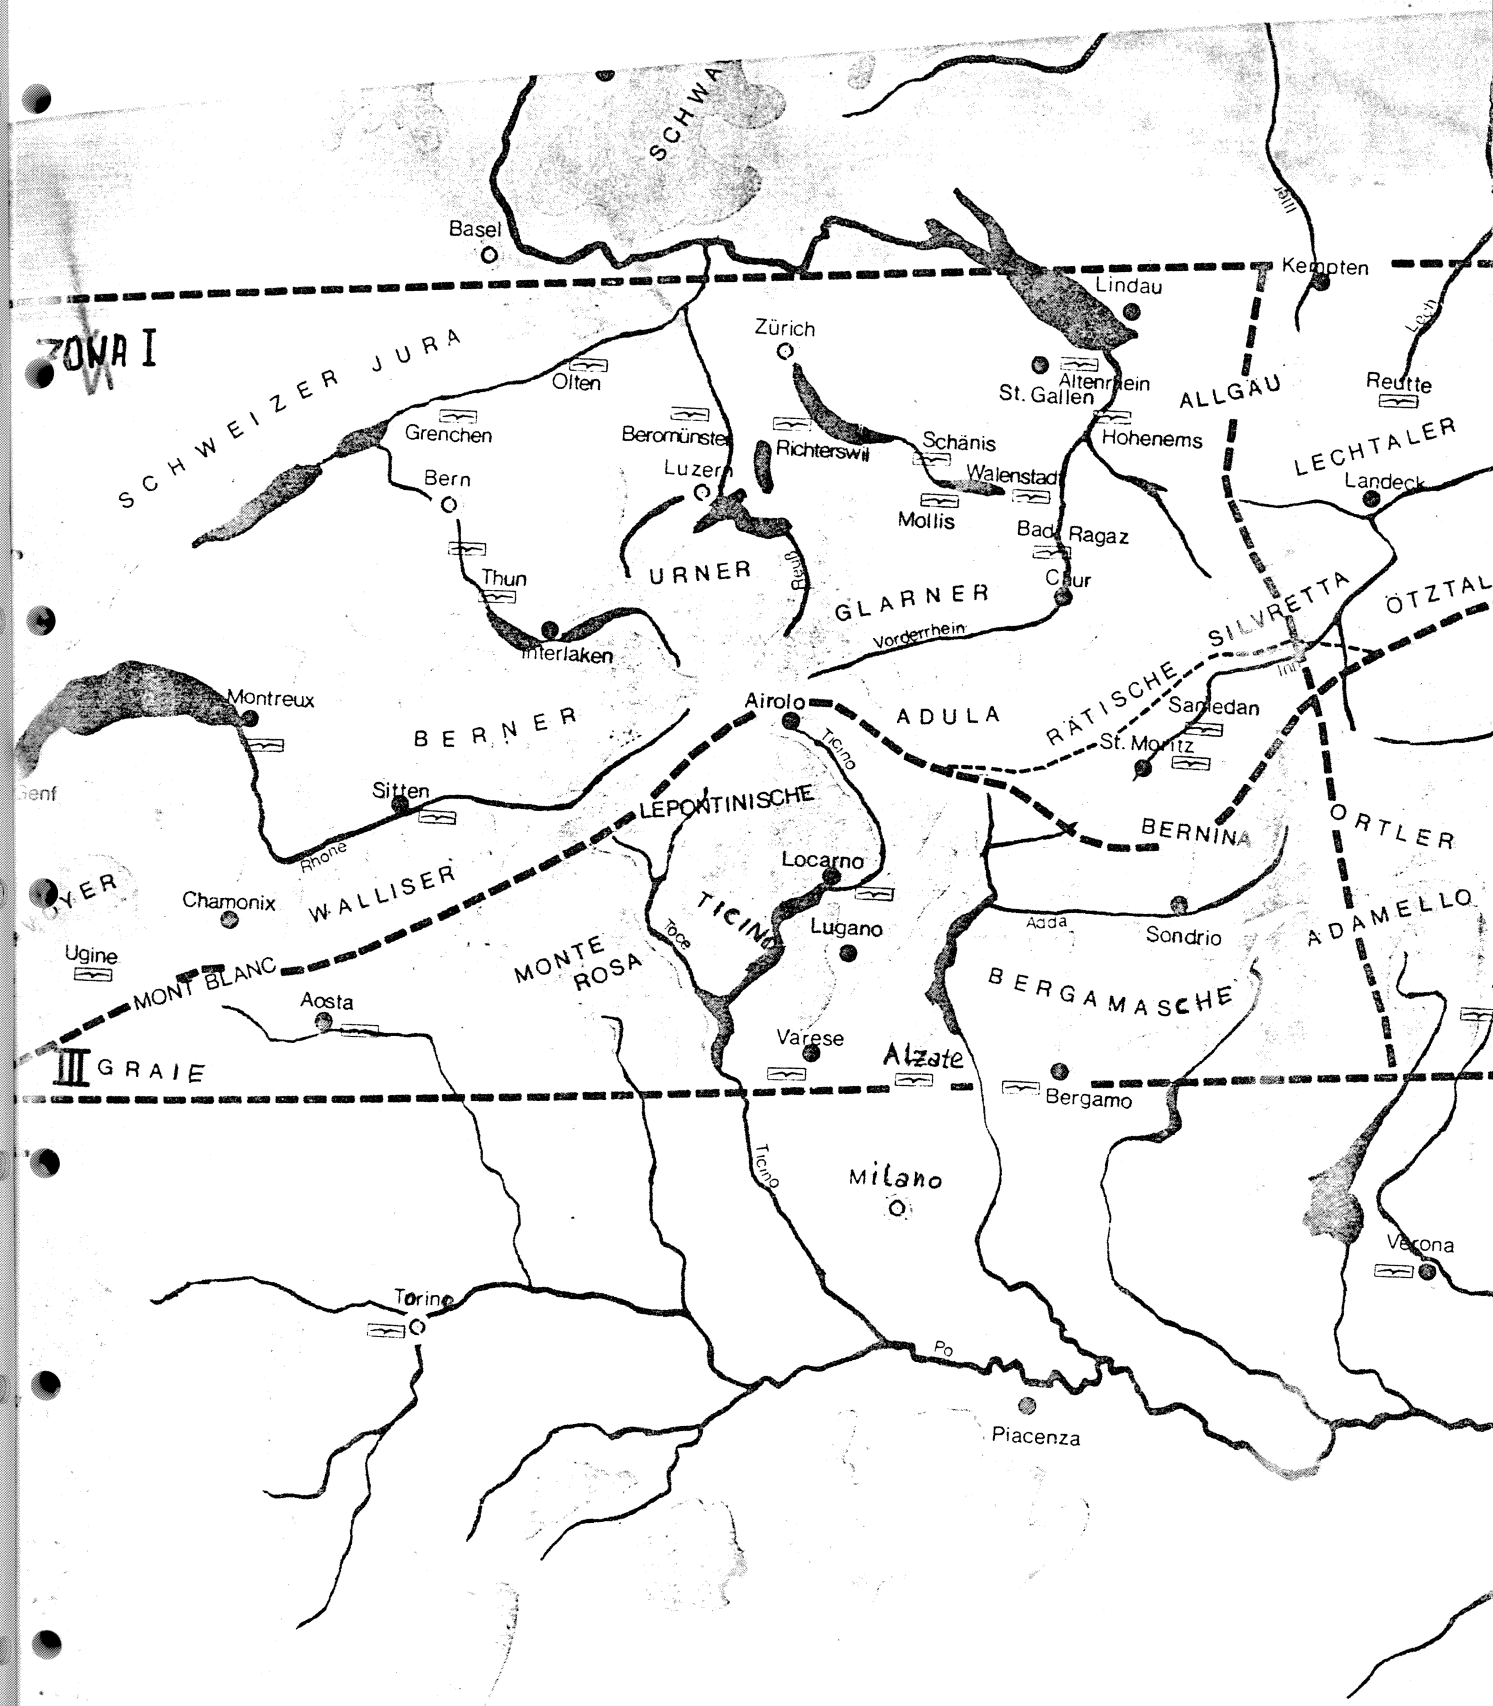 SCHWA
Iller
Basel
Kempten
Lindau
Lech
ZONA I
Zürich
SCHWEIZER JURA
Olten
Altenrhein
St. Gallen
ALLGÄU
Reutte
Grenchen
Beromünster
Richterswil
Schänis
Hohenems
LECHTALER
Bern
Luzern
Walenstadt
Landeck
Mollis
Bad Ragaz
Thun
URNER
Reuß
GLARNER
Chur
SILVRETTA
ÖTZTAL
Vorderrhein
Interlaken
Inn
Montreux
BERNER
Airolo
ADULA
RÄTISCHE
Samedan
Ticino
St. Moritz
Genf
Sitten
LEPONTINISCHE
BERNINA
ORTLER
Rhone
Locarno
WALLISER
Chamonix
TICINO
Lugano
Adda
Sondrio
ADAMELLO
Toce
Ugine
MONTE
ROSA
MONT BLANC
BERGAMASCHE
Aosta
Varese
Alzate
III GRAIE
Bergamo
Ticino
Milano
Verona
Torino
Po
Piacenza